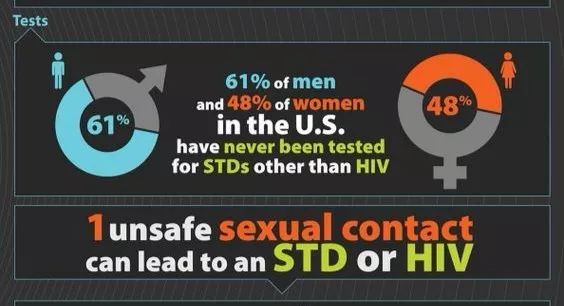 Tests
61%
61% of men
and 48% of women
in the U.S.
have never been tested
for STDs other than HIV
48%
1 unsafe sexual contact
can lead to an STD or HIV